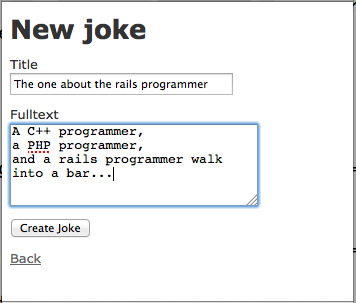 New joke
Title
The one about the rails programmer
Fulltext
A C++ programmer,
a PHP programmer,
and a rails programmer walk
into a bar...
Create Joke
Back